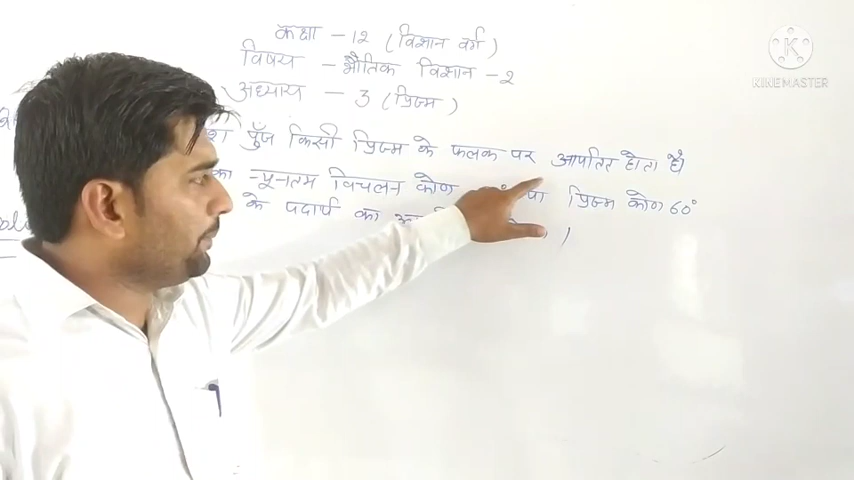 कक्षा - 12 (विज्ञान वर्ग)
विषय - भौतिक विज्ञान - 2
अध्याय - 3 (प्रिज्म)
पुँज किसी प्रिज्म के फलक पर आपतित होता है
का न्यूनतम विचलन कोण प्रिज्म कोण 60°
के पदार्थ का
K
KINEMASTER